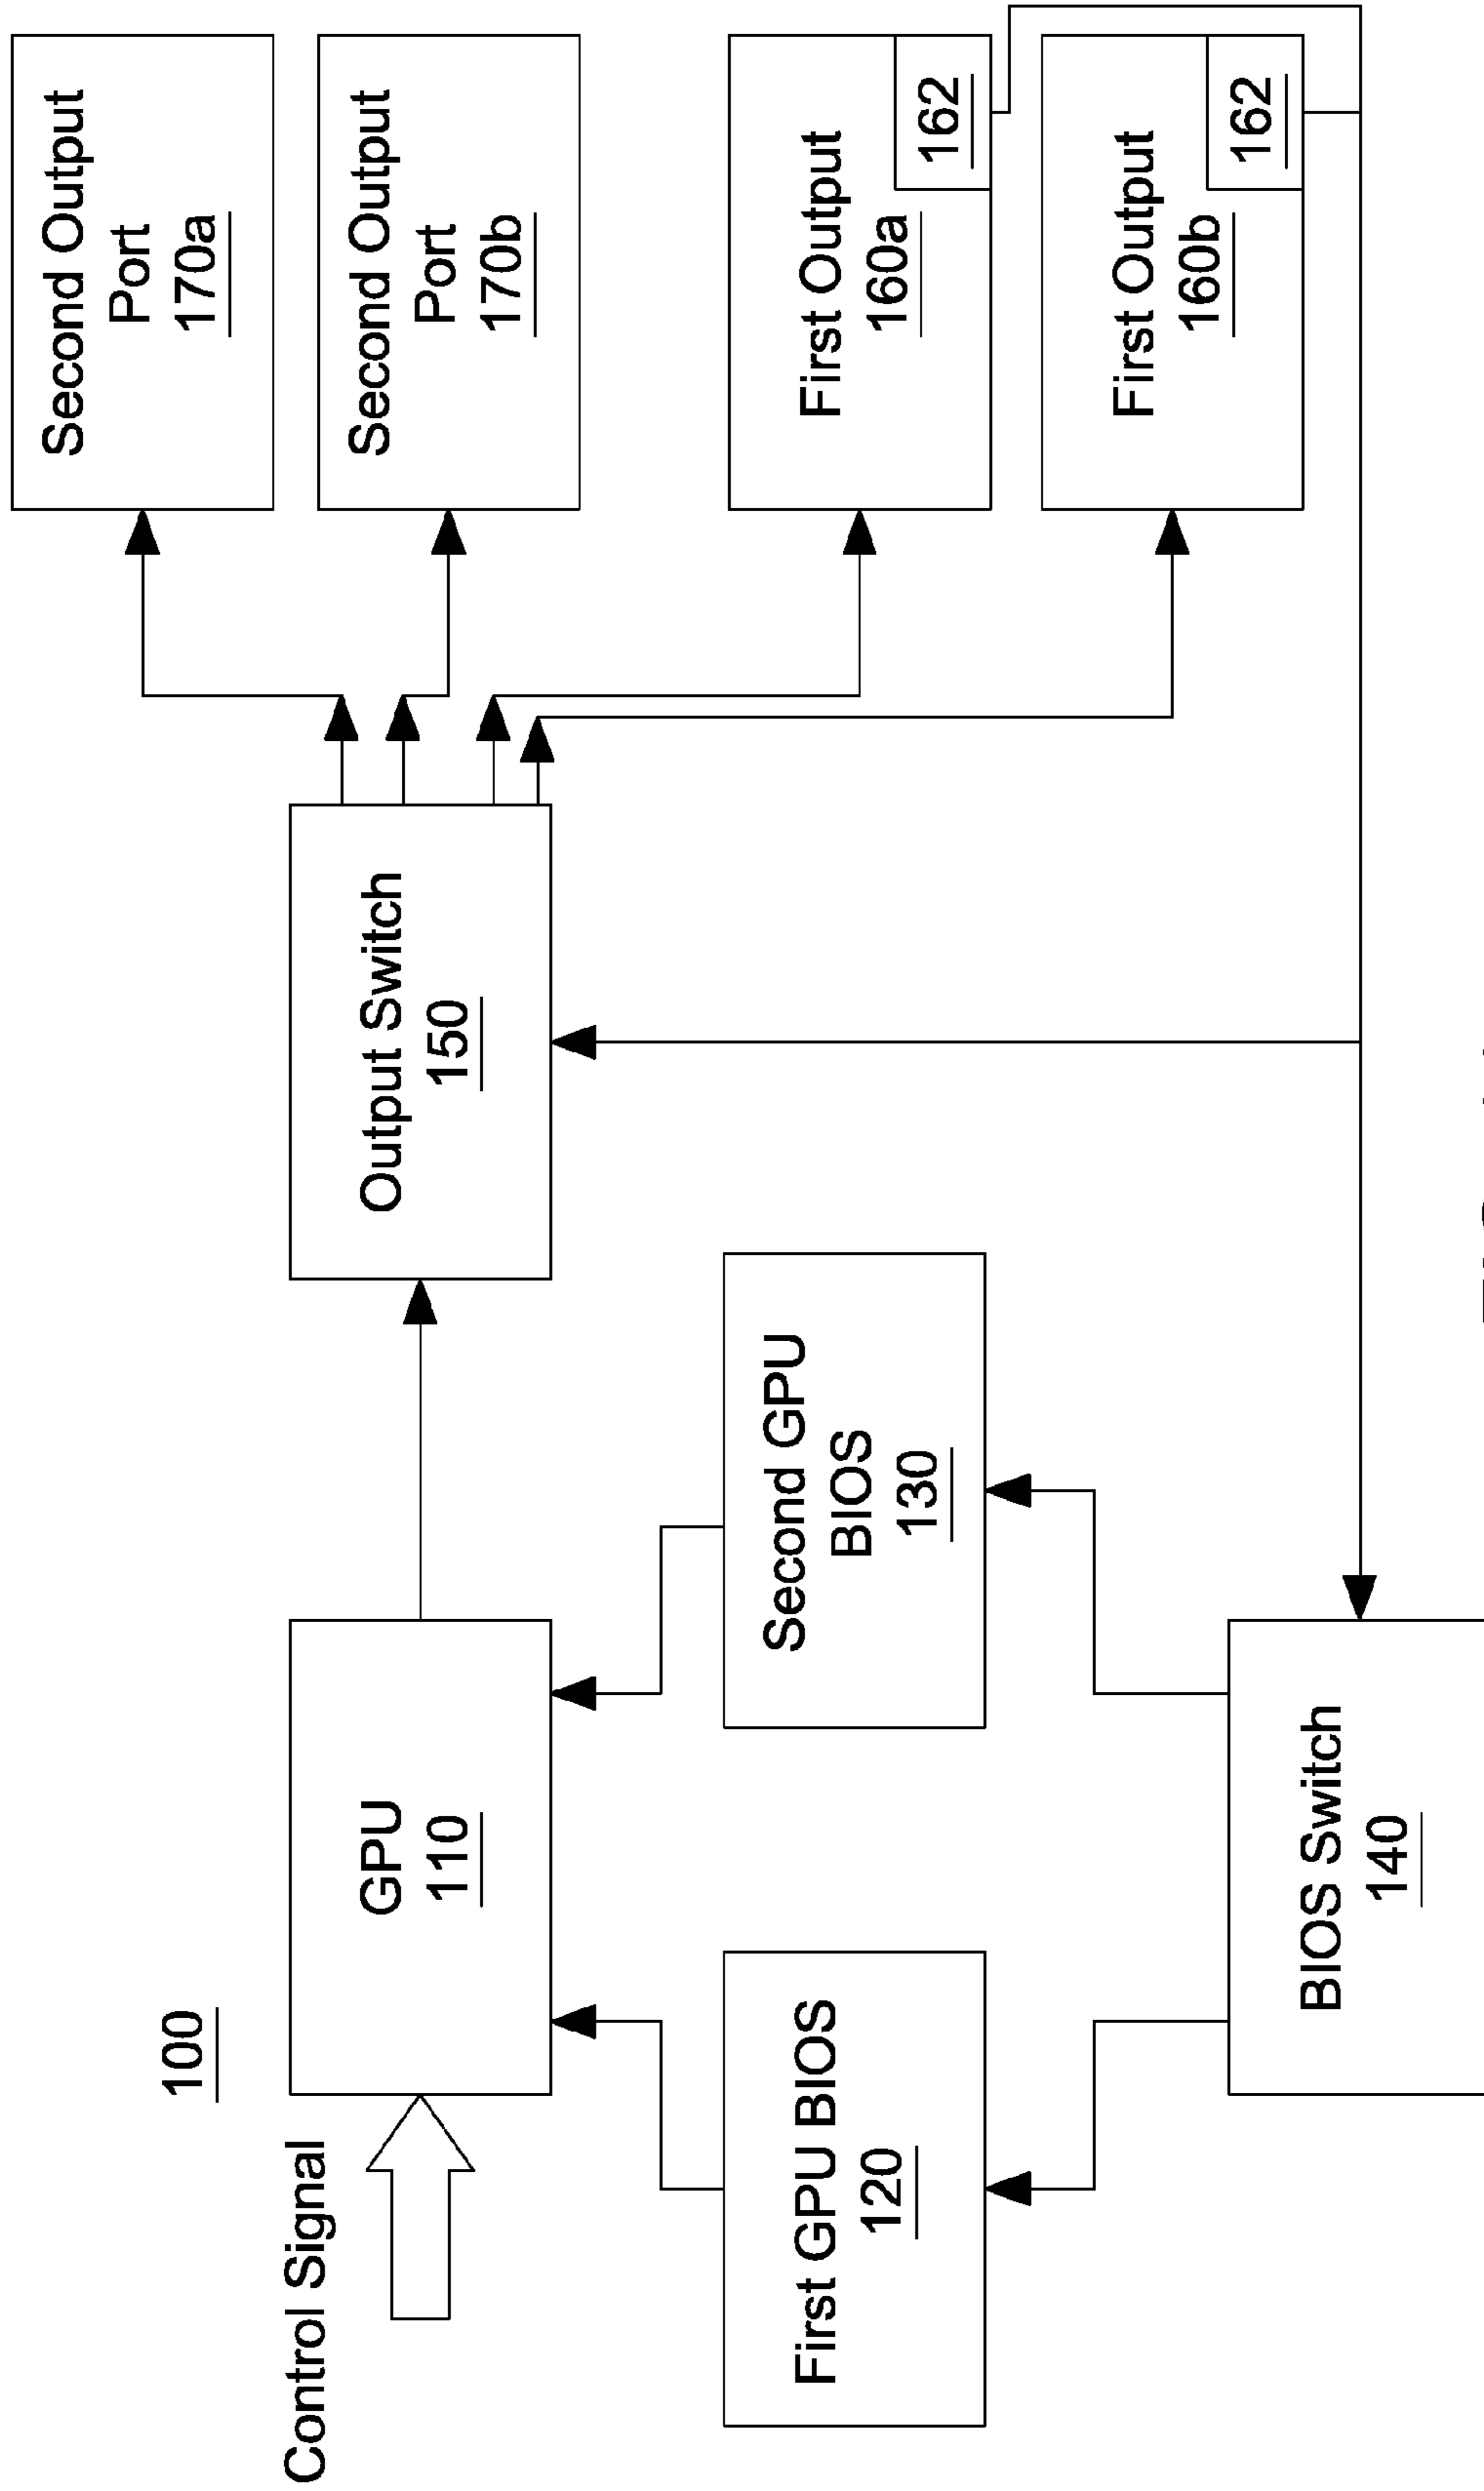 100
Control Signal
GPU
110
Output Switch
150
Second Output
Port
170a
Second Output
Port
170b
First GPU BIOS
120
Second GPU
BIOS
130
First Output
160a
162
First Output
160b
162
BIOS Switch
140